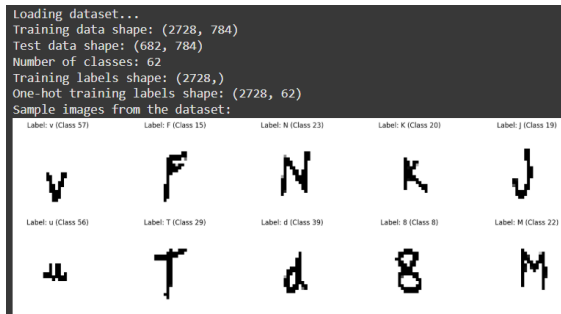 Loading dataset...
Training data shape: (2728, 784)
Test data shape: (682, 784)
Number of classes: 62
Training labels shape: (2728,)
One-hot training labels shape: (2728, 62)
Sample images from the dataset:
Label: v (Class 57) Label: F (Class 15) Label: N (Class 23) Label: K (Class 20) Label: J (Class 19)
v F N K J
Label: u (Class 56) Label: T (Class 29) Label: d (Class 39) Label: 8 (Class 8) Label: M (Class 22)
u T d 8 M